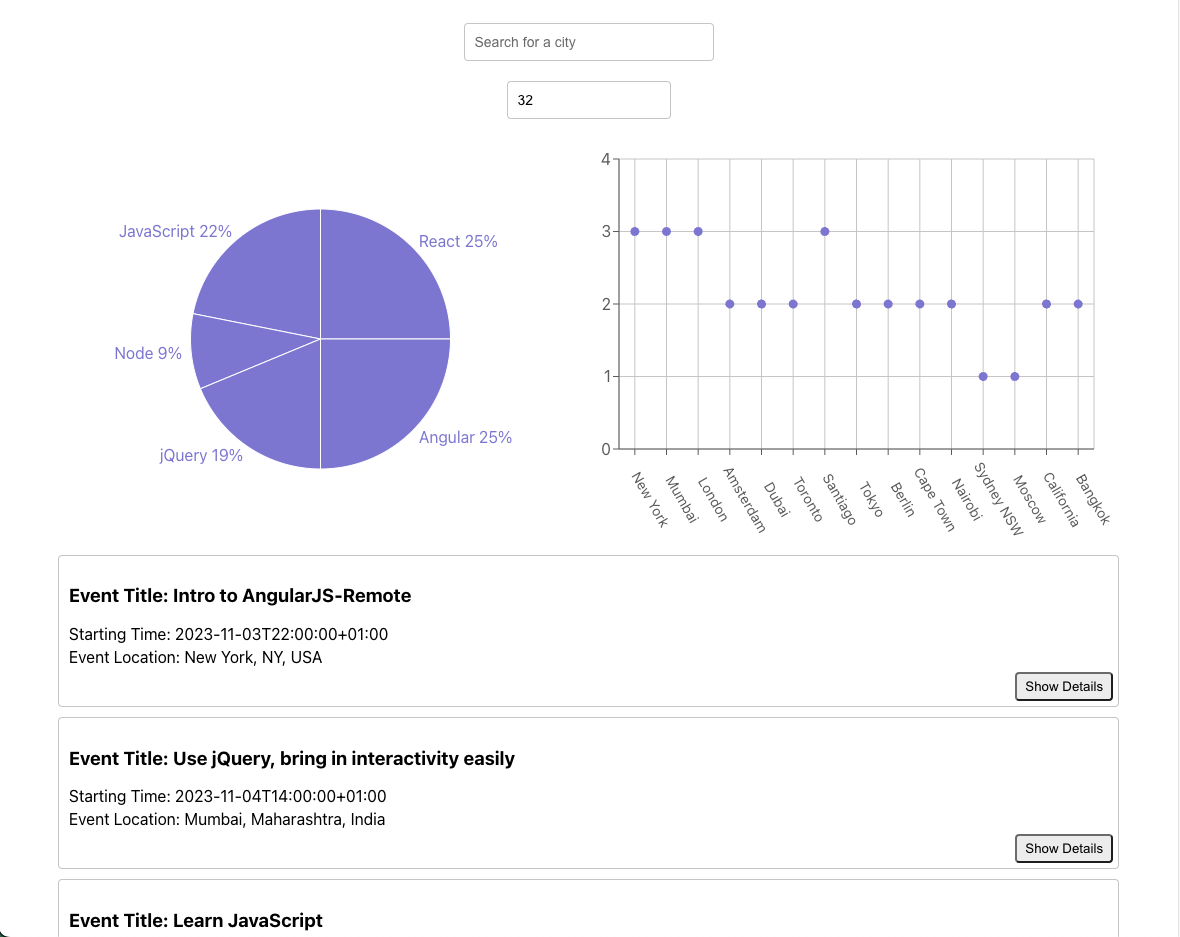 Search for a city
32
JavaScript 22%
React 25%
Node 9%
Angular 25%
jQuery 19%
4
3
2
1
0
New York
Mumbai
London
Amsterdam
Dubai
Toronto
Santiago
Tokyo
Berlin
Cape Town
Nairobi
Sydney NSW
Moscow
California
Bangkok
Event Title: Intro to AngularJS-Remote
Starting Time: 2023-11-03T22:00:00+01:00
Event Location: New York, NY, USA
Show Details
Event Title: Use jQuery, bring in interactivity easily
Starting Time: 2023-11-04T14:00:00+01:00
Event Location: Mumbai, Maharashtra, India
Show Details
Event Title: Learn JavaScript